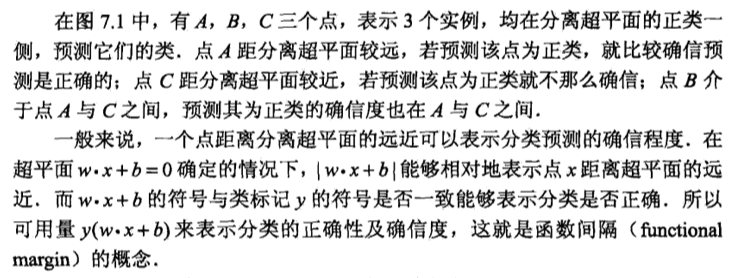 在图 7.1 中，有 A，B，C 三个点，表示 3 个实例，均在分离超平面的正类一
侧，预测它们的类．点 A 距分离超平面较远，若预测该点为正类，就比较确信预
测是正确的；点 C 距分离超平面较近，若预测该点为正类就不那么确信；点 B 介
于点 A 与 C 之间，预测其为正类的确信度也在 A 与 C 之间．
一般来说，一个点距离分离超平面的远近可以表示分类预测的确信程度．在
超平面 w•x+b=0 确定的情况下，|w•x+b| 能够相对地表示点 x 距离超平面的远
近．而 w•x+b 的符号与类标记 y 的符号是否一致能够表示分类是否正确．所以
可用量 y(w•x+b) 来表示分类的正确性及确信度，这就是函数间隔（functional
margin）的概念．